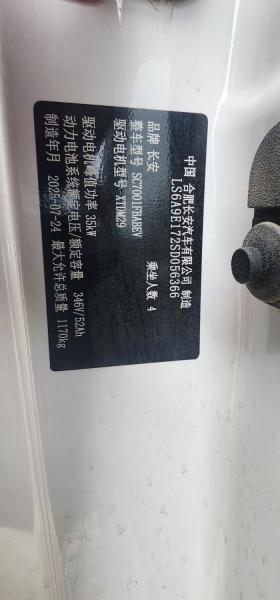 中国 合肥长安汽车有限公司 制造
LS6A9E172SD056366
品牌 长安 乘坐人数 4
整车型号 SC7001FBABEV
驱动电机型号 XTDM29
驱动电机峰值功率 35kW
动力电池系统额定电压/额定容量 346V/52Ah
制造年月 2025-07-24 最大允许总质量 1170kg